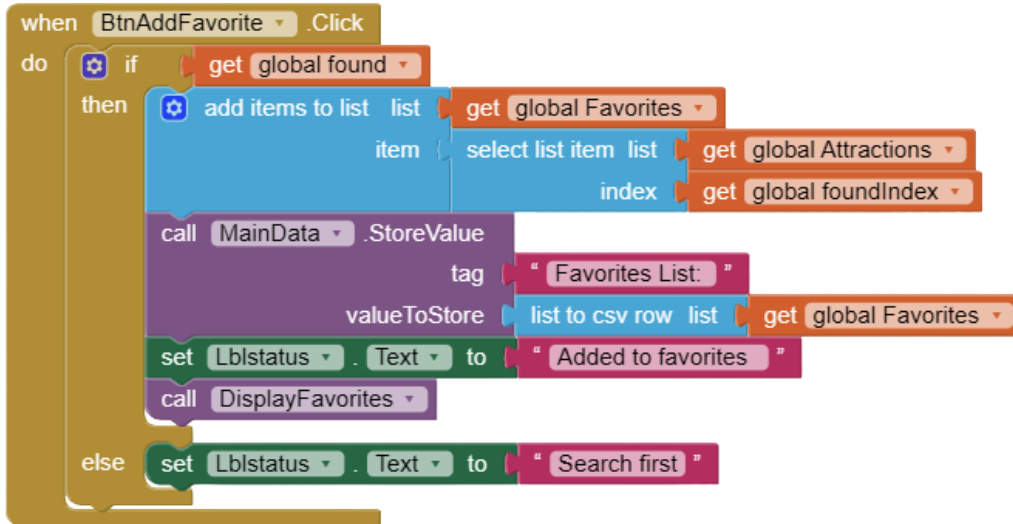 when BtnAddFavorite .Click
do if get global found
then add items to list list get global Favorites
item select list item list get global Attractions
index get global foundIndex
call MainData .StoreValue
tag “ Favorites List: ”
valueToStore list to csv row list get global Favorites
set Lblstatus . Text to “ Added to favorites ”
call DisplayFavorites
else set Lblstatus . Text to “ Search first ”